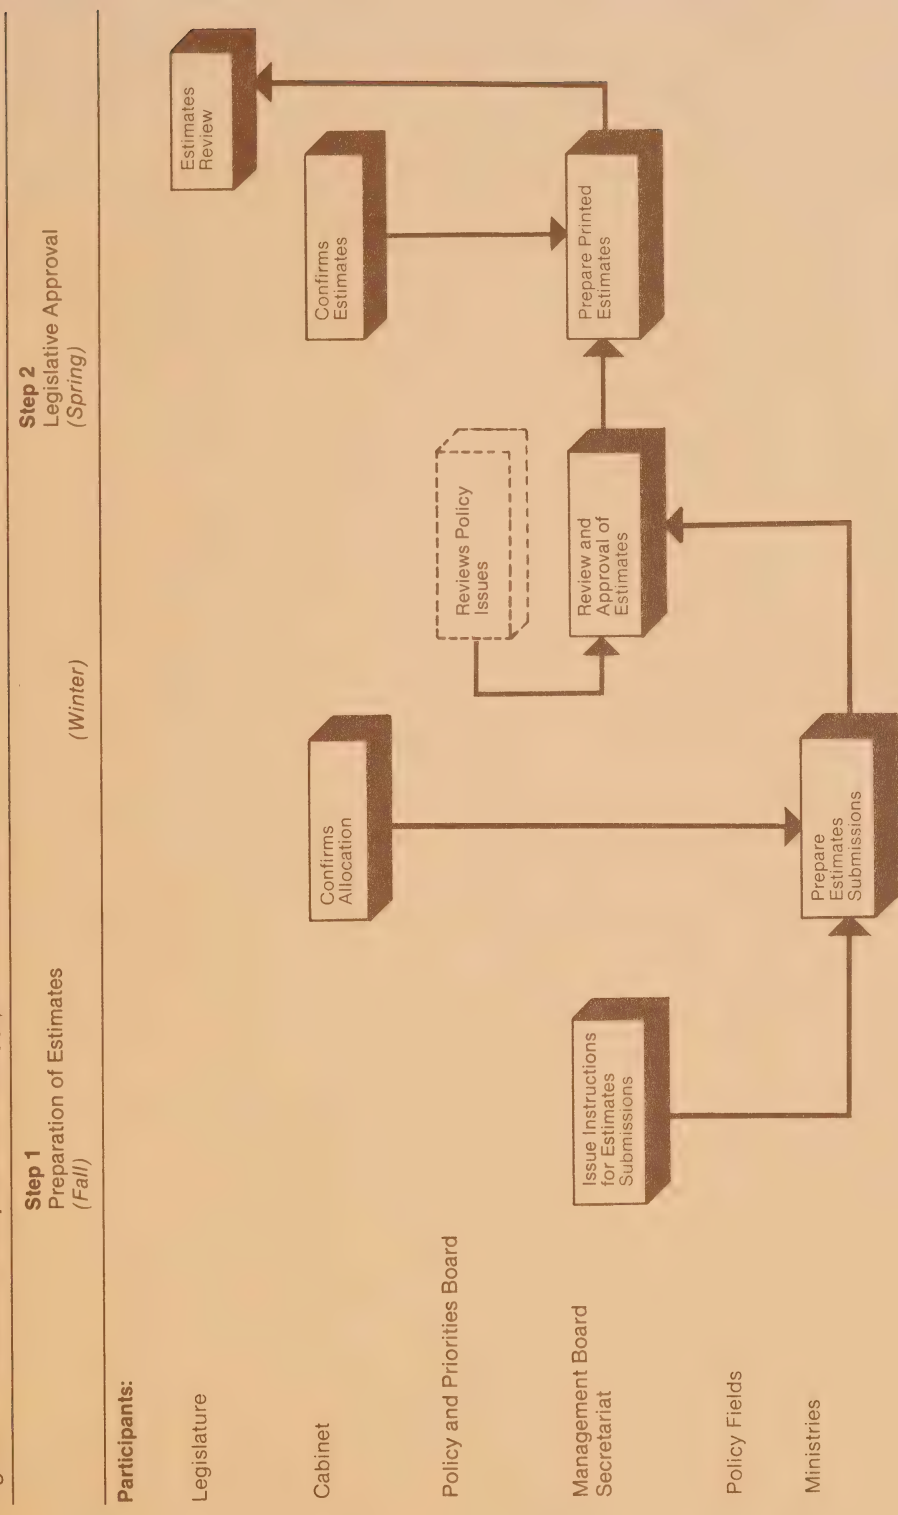 Step 1
Preparation of Estimates
(Fall)
(Winter)
Step 2
Legislative Approval
(Spring)
Participants:
Legislature
Estimates
Review
Cabinet
Confirms
Allocation
Confirms
Estimates
Policy and Priorities Board
Reviews Policy
Issues
Management Board
Secretariat
Issue Instructions
for Estimates
Submissions
Review and
Approval of
Estimates
Prepare Printed
Estimates
Policy Fields
Ministries
Prepare
Estimates
Submissions